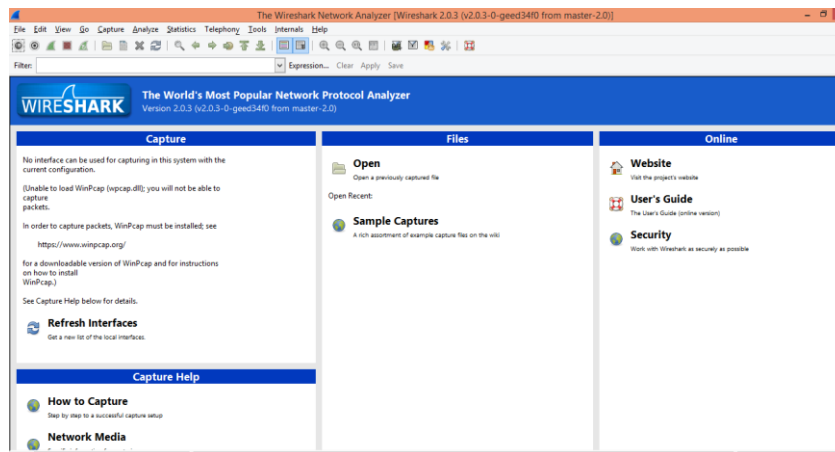 The Wireshark Network Analyzer [Wireshark 2.0.3 (v2.0.3-0-geed34f0 from master-2.0)]
File Edit View Go Capture Analyze Statistics Telephony Tools Internals Help
Filter: Expression... Clear Apply Save
WIRESHARK
The World's Most Popular Network Protocol Analyzer
Version 2.0.3 (v2.0.3-0-geed34f0 from master-2.0)
Capture
No interface can be used for capturing in this system with the
current configuration.
(Unable to load WinPcap (wpcap.dll); you will not be able to
capture
packets.
In order to capture packets, WinPcap must be installed; see
https://www.winpcap.org/
for a downloadable version of WinPcap and for instructions
on how to install
WinPcap.)
See Capture Help below for details.
Refresh Interfaces
Get a new list of the local interfaces.
Capture Help
How to Capture
Step by step to a successful capture setup
Network Media
Files
Open
Open a previously captured file
Open Recent:
Sample Captures
A rich assortment of example capture files on the wiki
Online
Website
Visit the project's website
User's Guide
The User's Guide (online version)
Security
Work with Wireshark as securely as possible